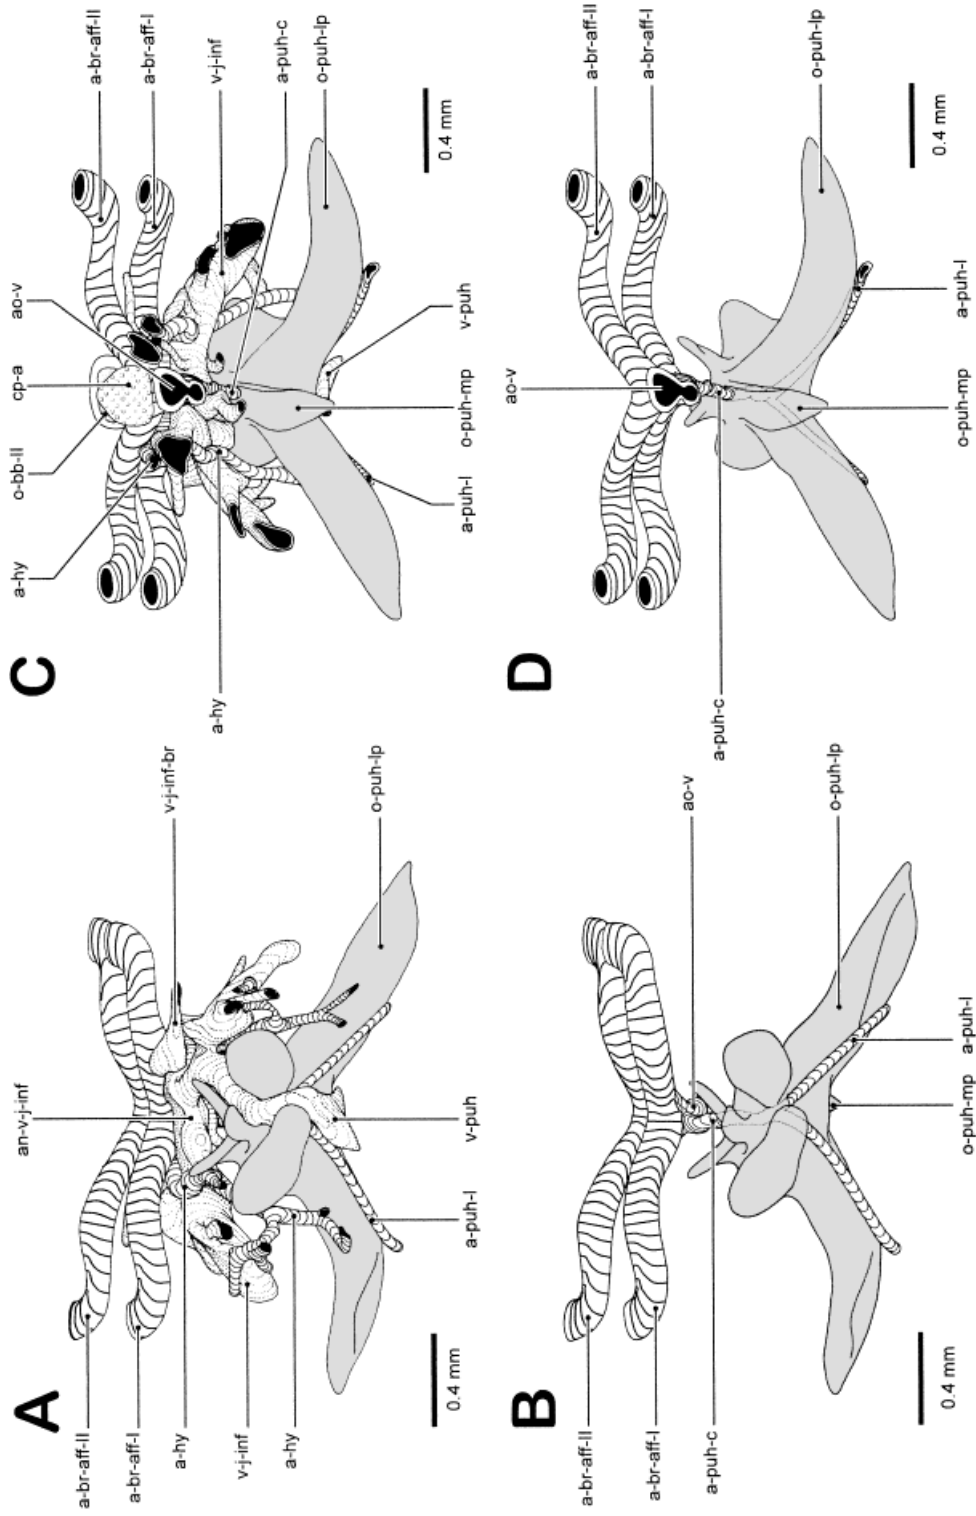 A
a-br-aff-II
a-br-aff-I
a-hy
v-j-inf
a-hy
0.4 mm
an-v-j-inf
v-j-inf-br
o-puh-lp
a-puh-l
v-puh
B
a-br-aff-II
a-br-aff-I
a-puh-c
0.4 mm
ao-v
o-puh-lp
o-puh-mp
a-puh-l
C
a-hy
o-bb-II
cp-a
ao-v
a-br-aff-II
a-br-aff-I
v-j-inf
a-puh-c
o-puh-lp
0.4 mm
a-hy
a-puh-l
o-puh-mp
v-puh
D
ao-v
a-br-aff-II
a-br-aff-I
o-puh-lp
0.4 mm
a-puh-c
o-puh-mp
a-puh-l